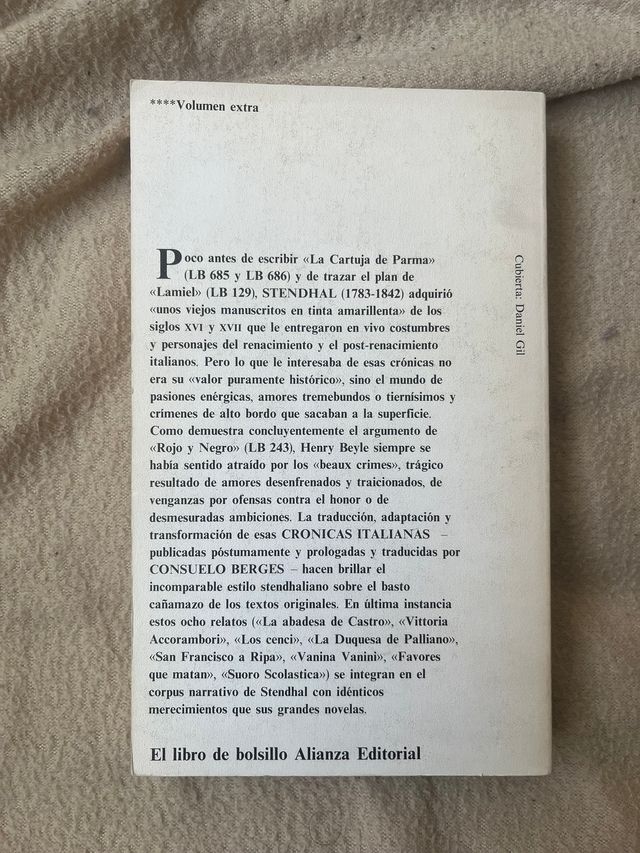 ****Volumen extra
Poco antes de escribir «La Cartuja de Parma»
(LB 685 y LB 686) y de trazar el plan de
«Lamiel» (LB 129), STENDHAL (1783-1842) adquirió
«unos viejos manuscritos en tinta amarillenta» de los
siglos XVI y XVII que le entregaron en vivo costumbres
y personajes del renacimiento y el post-renacimiento
italianos. Pero lo que le interesaba de esas crónicas no
era su «valor puramente histórico», sino el mundo de
pasiones enérgicas, amores tremebundos o tiernísimos y
crímenes de alto bordo que sacaban a la superficie.
Como demuestra concluyentemente el argumento de
«Rojo y Negro» (LB 243), Henry Beyle siempre se
había sentido atraído por los «beaux crimes», trágico
resultado de amores desenfrenados y traicionados, de
venganzas por ofensas contra el honor o de
desmesuradas ambiciones. La traducción, adaptación y
transformación de esas CRONICAS ITALIANAS –
publicadas póstumamente y prologadas y traducidas por
CONSUELO BERGES – hacen brillar el
incomparable estilo stendhaliano sobre el basto
cañamazo de los textos originales. En última instancia
estos ocho relatos («La abadesa de Castro», «Vittoria
Accorambori», «Los cenci», «La Duquesa de Palliano»,
«San Francisco a Ripa», «Vanina Vanini», «Favores
que matan», «Suoro Scolastica») se integran en el
corpus narrativo de Stendhal con idénticos
merecimientos que sus grandes novelas.
El libro de bolsillo Alianza Editorial
Cubierta: Daniel Gil